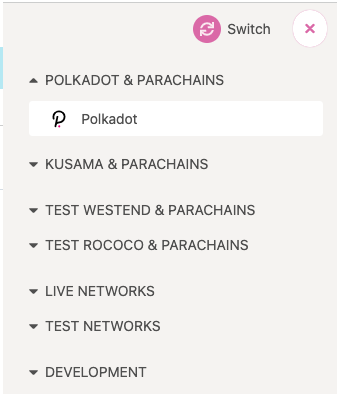 Switch
POLKADOT & PARACHAINS
Polkadot
KUSAMA & PARACHAINS
TEST WESTEND & PARACHAINS
TEST ROCOCO & PARACHAINS
LIVE NETWORKS
TEST NETWORKS
DEVELOPMENT